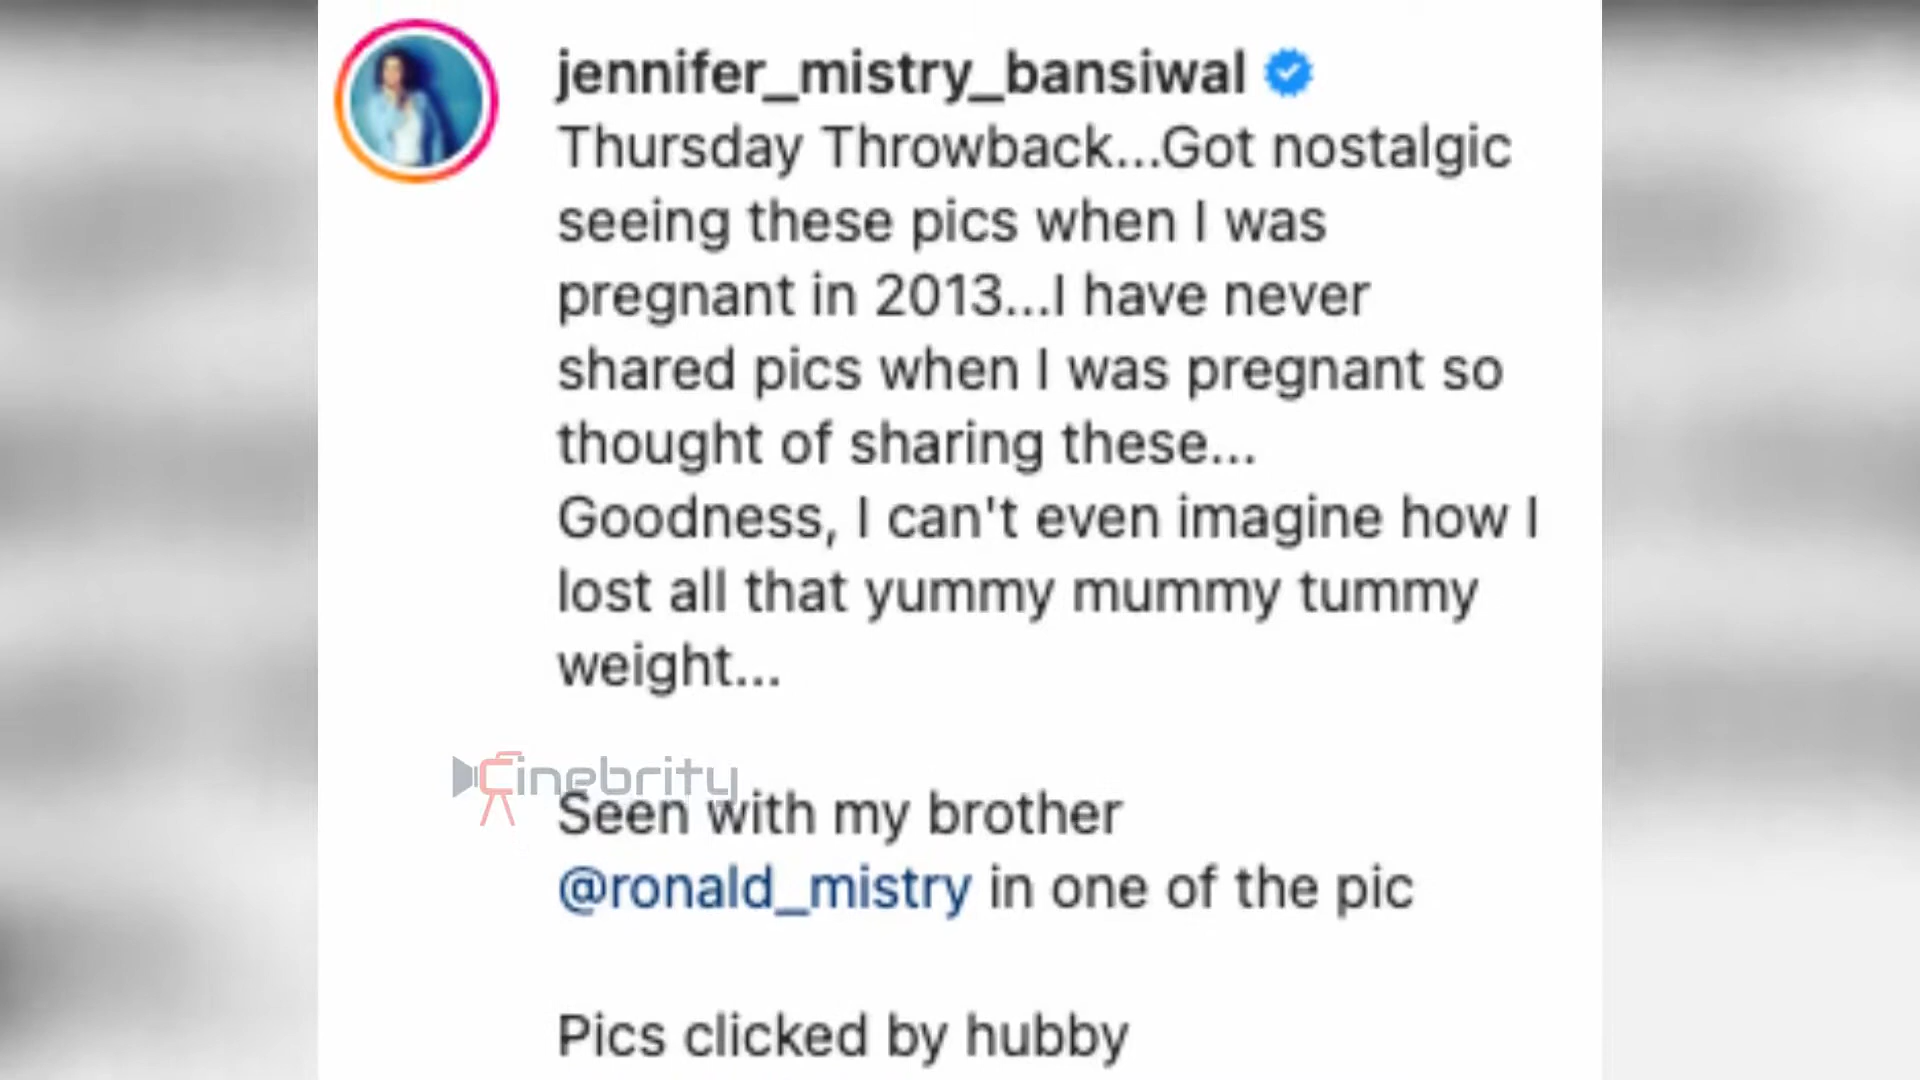 jennifer_mistry_bansiwal
Thursday Throwback...Got nostalgic
seeing these pics when I was
pregnant in 2013...I have never
shared pics when I was pregnant so
thought of sharing these...
Goodness, I can't even imagine how I
lost all that yummy mummy tummy
weight...
Cinebrity
Seen with my brother
@ronald_mistry in one of the pic
Pics clicked by hubby